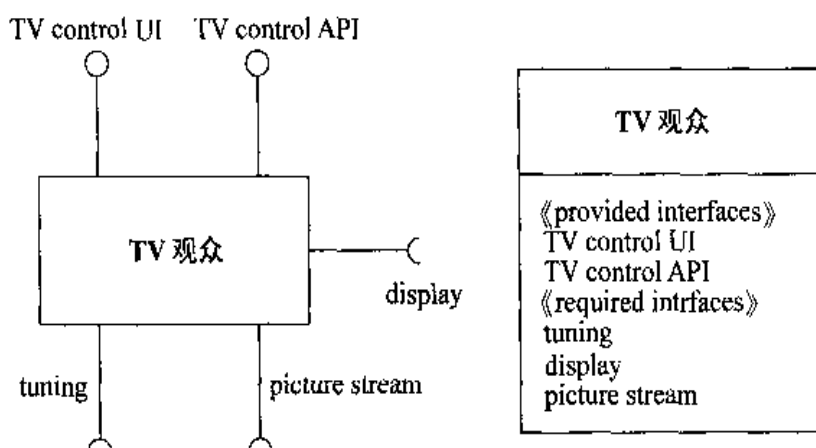 TV control UI
TV control API
TV 观众
display
tuning
picture stream
TV 观众
《provided interfaces》
TV control UI
TV control API
《required intrfaces》
tuning
display
picture stream